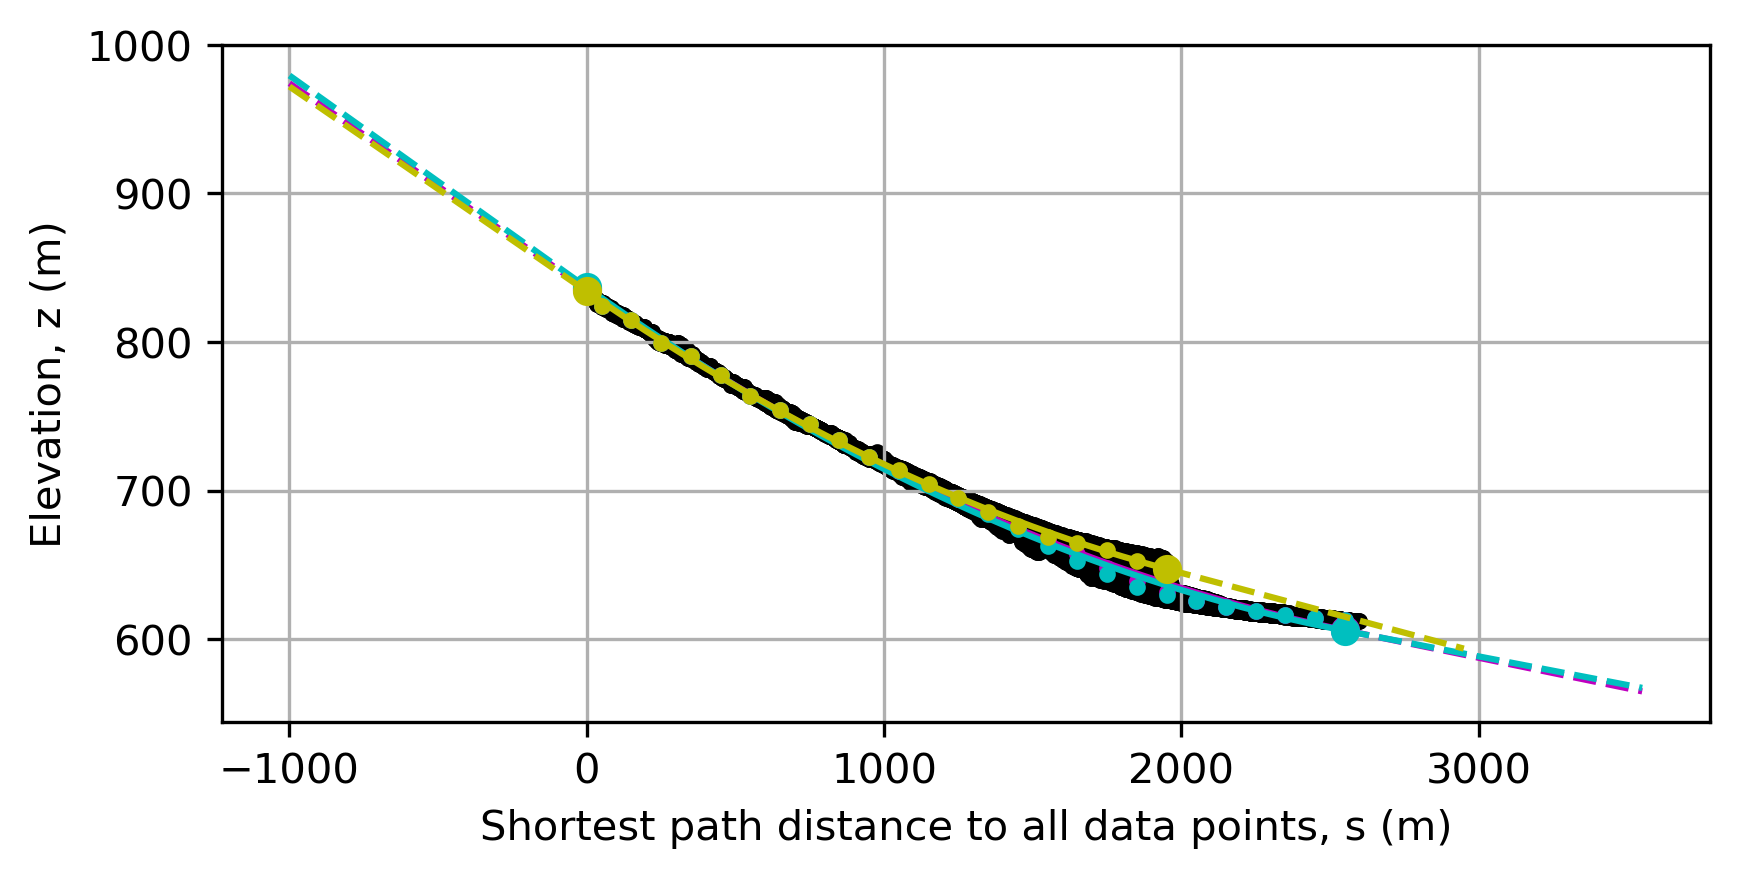 1000
900
800
700
600
Elevation, z (m)
−1000 0 1000 2000 3000
Shortest path distance to all data points, s (m)